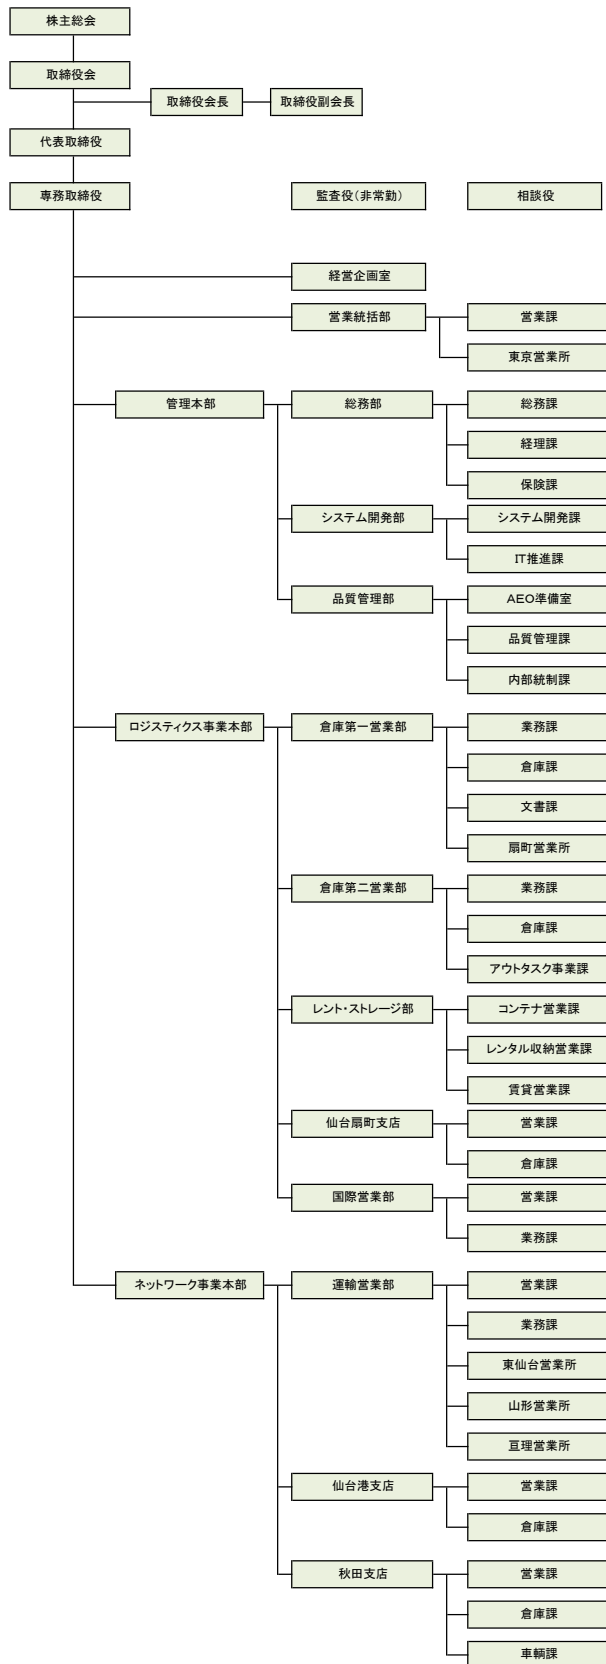 株主総会
取締役会
取締役会長 取締役副会長
代表取締役
専務取締役 監査役(非常勤) 相談役
経営企画室
営業統括部 営業課
東京営業所
管理本部 総務部 総務課
経理課
保険課
システム開発部 システム開発課
IT推進課
品質管理部 AEO準備室
品質管理課
内部統制課
ロジスティクス事業本部 倉庫第一営業部 業務課
倉庫課
文書課
扇町営業所
倉庫第二営業部 業務課
倉庫課
アウトタスク事業課
レント・ストレージ部 コンテナ営業課
レンタル収納営業課
賃貸営業課
仙台扇町支店 営業課
倉庫課
国際営業部 営業課
業務課
ネットワーク事業本部 運輸営業部 営業課
業務課
東仙台営業所
山形営業所
亘理営業所
仙台港支店 営業課
倉庫課
秋田支店 営業課
倉庫課
車輌課